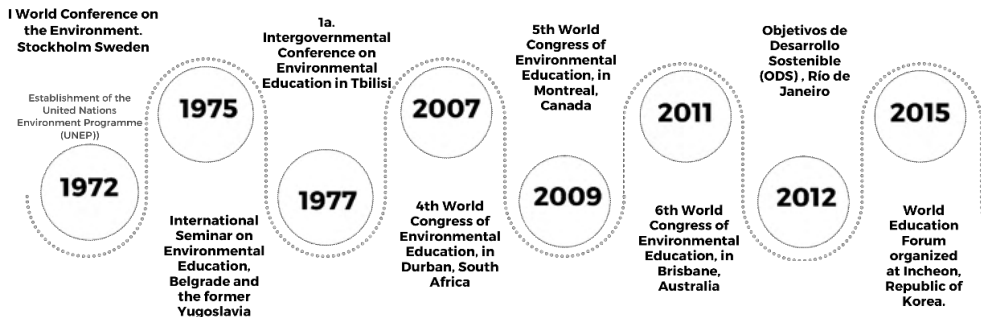 I World Conference on
the Environment.
Stockholm Sweden
Establishment of the
United Nations
Environment Programme
(UNEP))
1972
1975
International
Seminar on
Environmental
Education,
Belgrade and
the former
Yugoslavia
1a.
Intergovernmental
Conference on
Environmental
Education in Tbilisi
1977
2007
4th World
Congress of
Environmental
Education, in
Durban, South
Africa
5th World
Congress of
Environmental
Education, in
Montreal,
Canada
2009
2011
6th World
Congress of
Environmental
Education, in
Brisbane,
Australia
Objetivos de
Desarrollo
Sostenible
(ODS) , Río de
Janeiro
2012
2015
World
Education
Forum
organized
at Incheon,
Republic of
Korea.